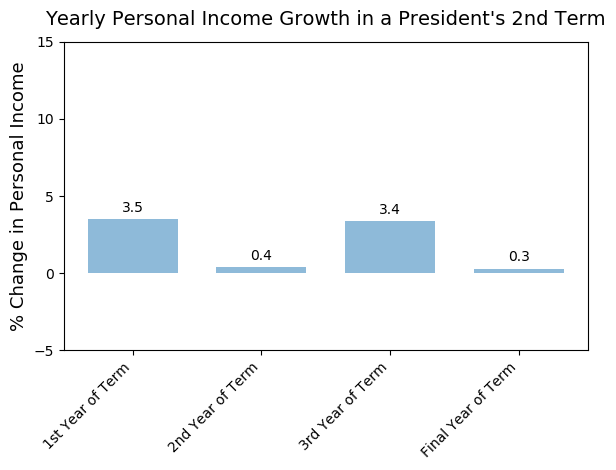 Yearly Personal Income Growth in a President's 2nd Term
% Change in Personal Income
15
10
5
0
−5
3.5
0.4
3.4
0.3
1st Year of Term
2nd Year of Term
3rd Year of Term
Final Year of Term